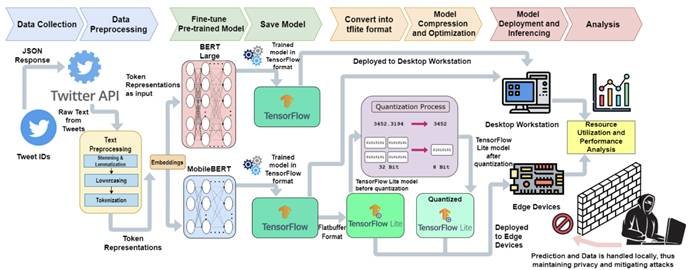 Data Collection
Data
Preprocessing
Fine-tune
Pre-trained Model
Save Model
Convert into
tflite format
Model
Compression
and Optimization
Model
Deployment and
Inferencing
Analysis
JSON
Response
Twitter API
Raw Text
from
Tweets
Tweet IDs
Text
Preprocessing
Stemming &
Lemmatization
Lowercasing
Tokenization
Token
Representations
Token
Representations
as input
Embeddings
BERT
Large
MobileBERT
Trained
model in
TensorFlow
format
TensorFlow
Trained
model in
TensorFlow
format
TensorFlow
Deployed to Desktop Workstation
Quantization Process
3452.3194
3452
01010101
01010101
01010101
01010101
01010101
32 Bit
8 Bit
TensorFlow Lite model
before quantization
TensorFlow
Lite model
after
quantization
Flatbuffer
Format
TensorFlow Lite
Quantized
TensorFlow Lite
Deployed
to Edge
Devices
Desktop Workstation
Edge Devices
Resource
Utilization and
Performance
Analysis
Prediction and Data is handled locally, thus
maintaining privacy and mitigating attacks